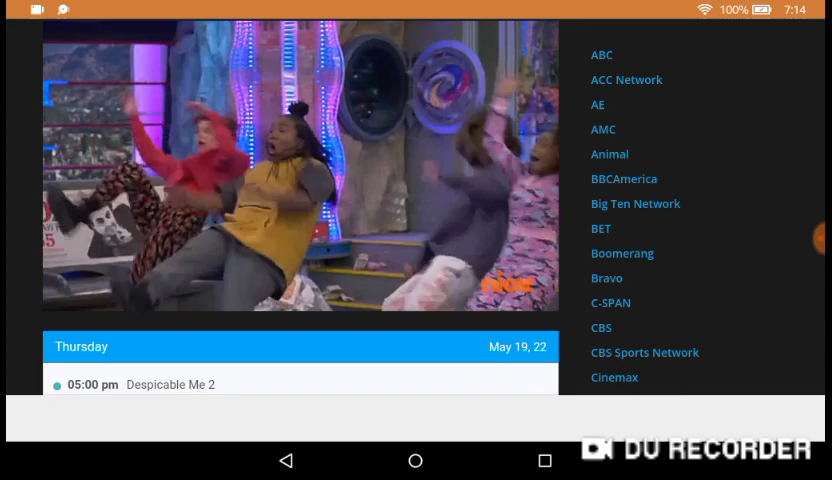 100% 7:14
ABC
ACC Network
AE
AMC
Animal
BBCAmerica
Big Ten Network
BET
Boomerang
Bravo
C-SPAN
CBS
CBS Sports Network
Cinemax
nick
Thursday May 19, 22
05:00 pm Despicable Me 2
DU RECORDER